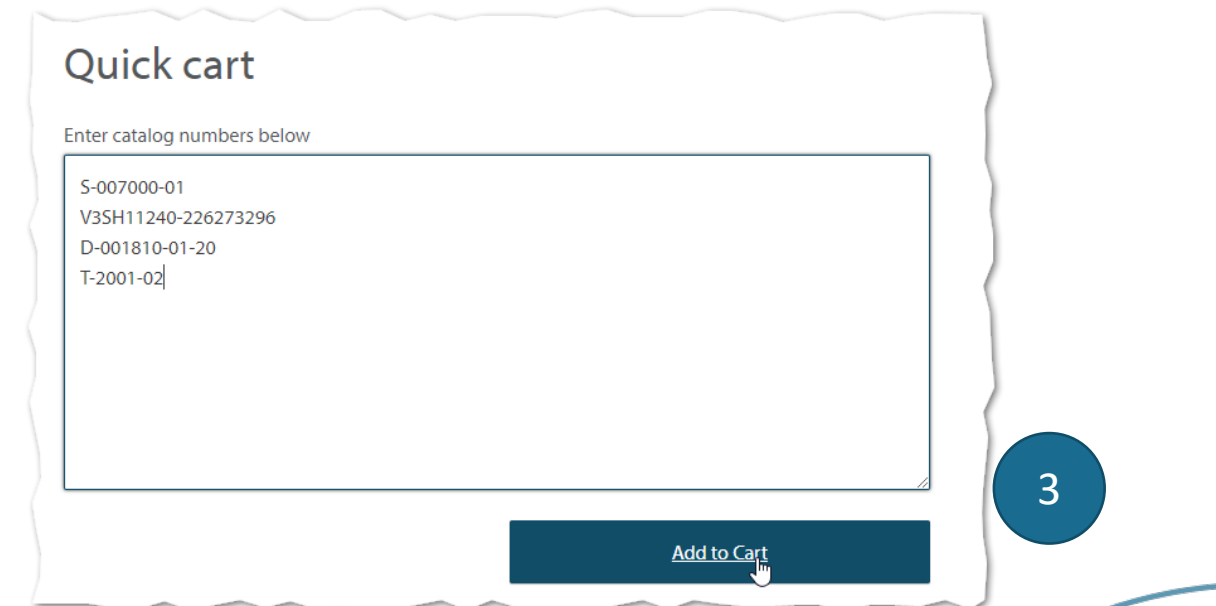 Quick cart
Enter catalog numbers below
S-007000-01
V3SH11240-226273296
D-001810-01-20
T-2001-02
3
Add to Cart